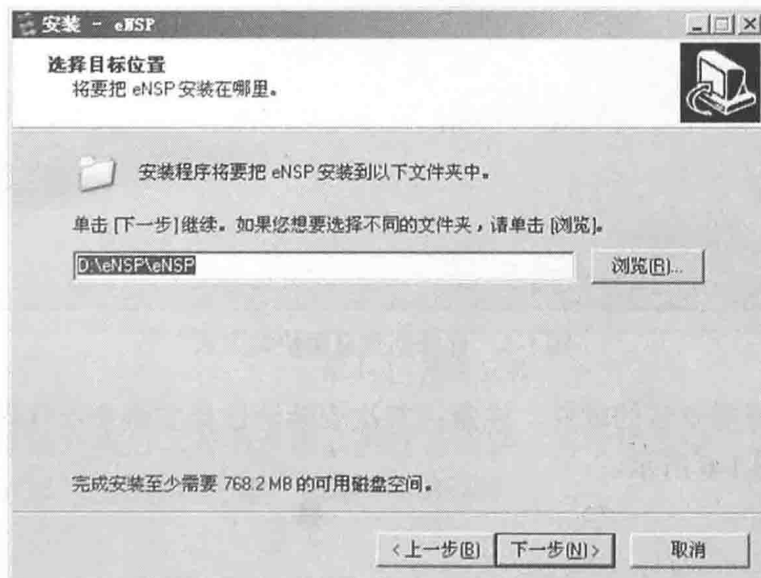 安装 - eNSP
选择目标位置
将要把 eNSP 安装在哪里。
安装程序将要把 eNSP 安装到以下文件夹中。
单击 [下一步]继续。如果您想要选择不同的文件夹，请单击 [浏览]。
D:\eNSP\eNSP
浏览(R)...
完成安装至少需要 768.2 MB 的可用磁盘空间。
<上一步(B) 下一步(N)> 取消